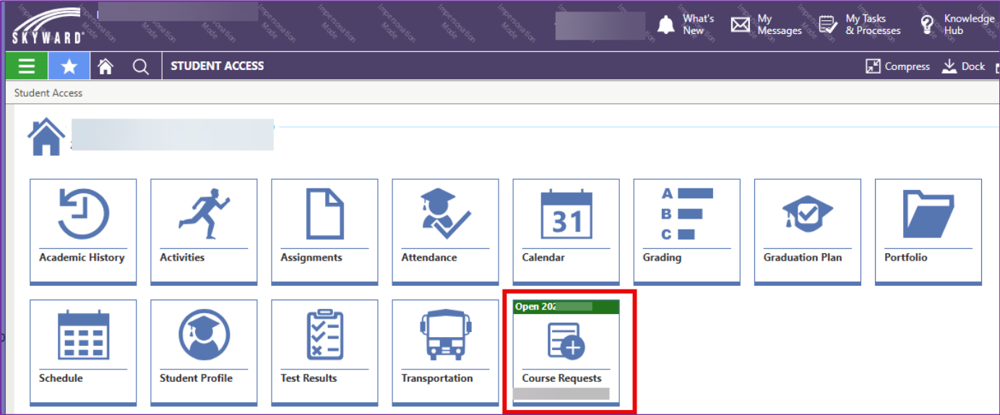 Impersonation Mode
What's
New
My
Messages
My Tasks
& Processes
Knowledge
Hub
SKYWARD
STUDENT ACCESS
Compress
Dock
Student Access
31
A
B
C
Academic History
Activities
Assignments
Attendance
Calendar
Grading
Graduation Plan
Portfolio
Open 202
Schedule
Student Profile
Test Results
Transportation
Course Requests